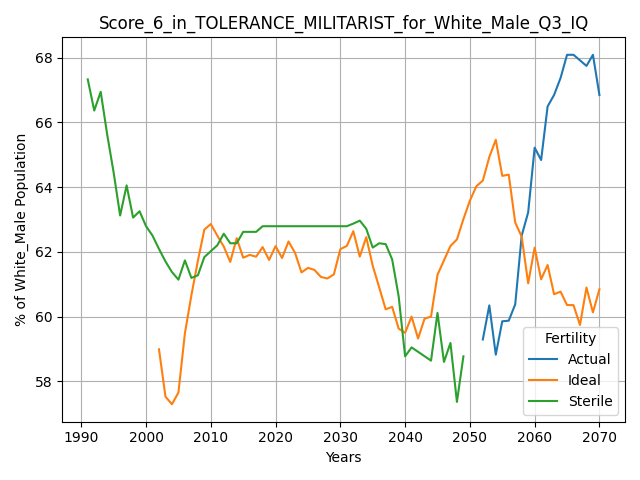 Score_6_in_TOLERANCE_MILITARIST_for_White_Male_Q3_IQ
% of White_Male Population
68
66
64
62
60
58
1990 2000 2010 2020 2030 2040 2050 2060 2070
Years
Fertility
Actual
Ideal
Sterile